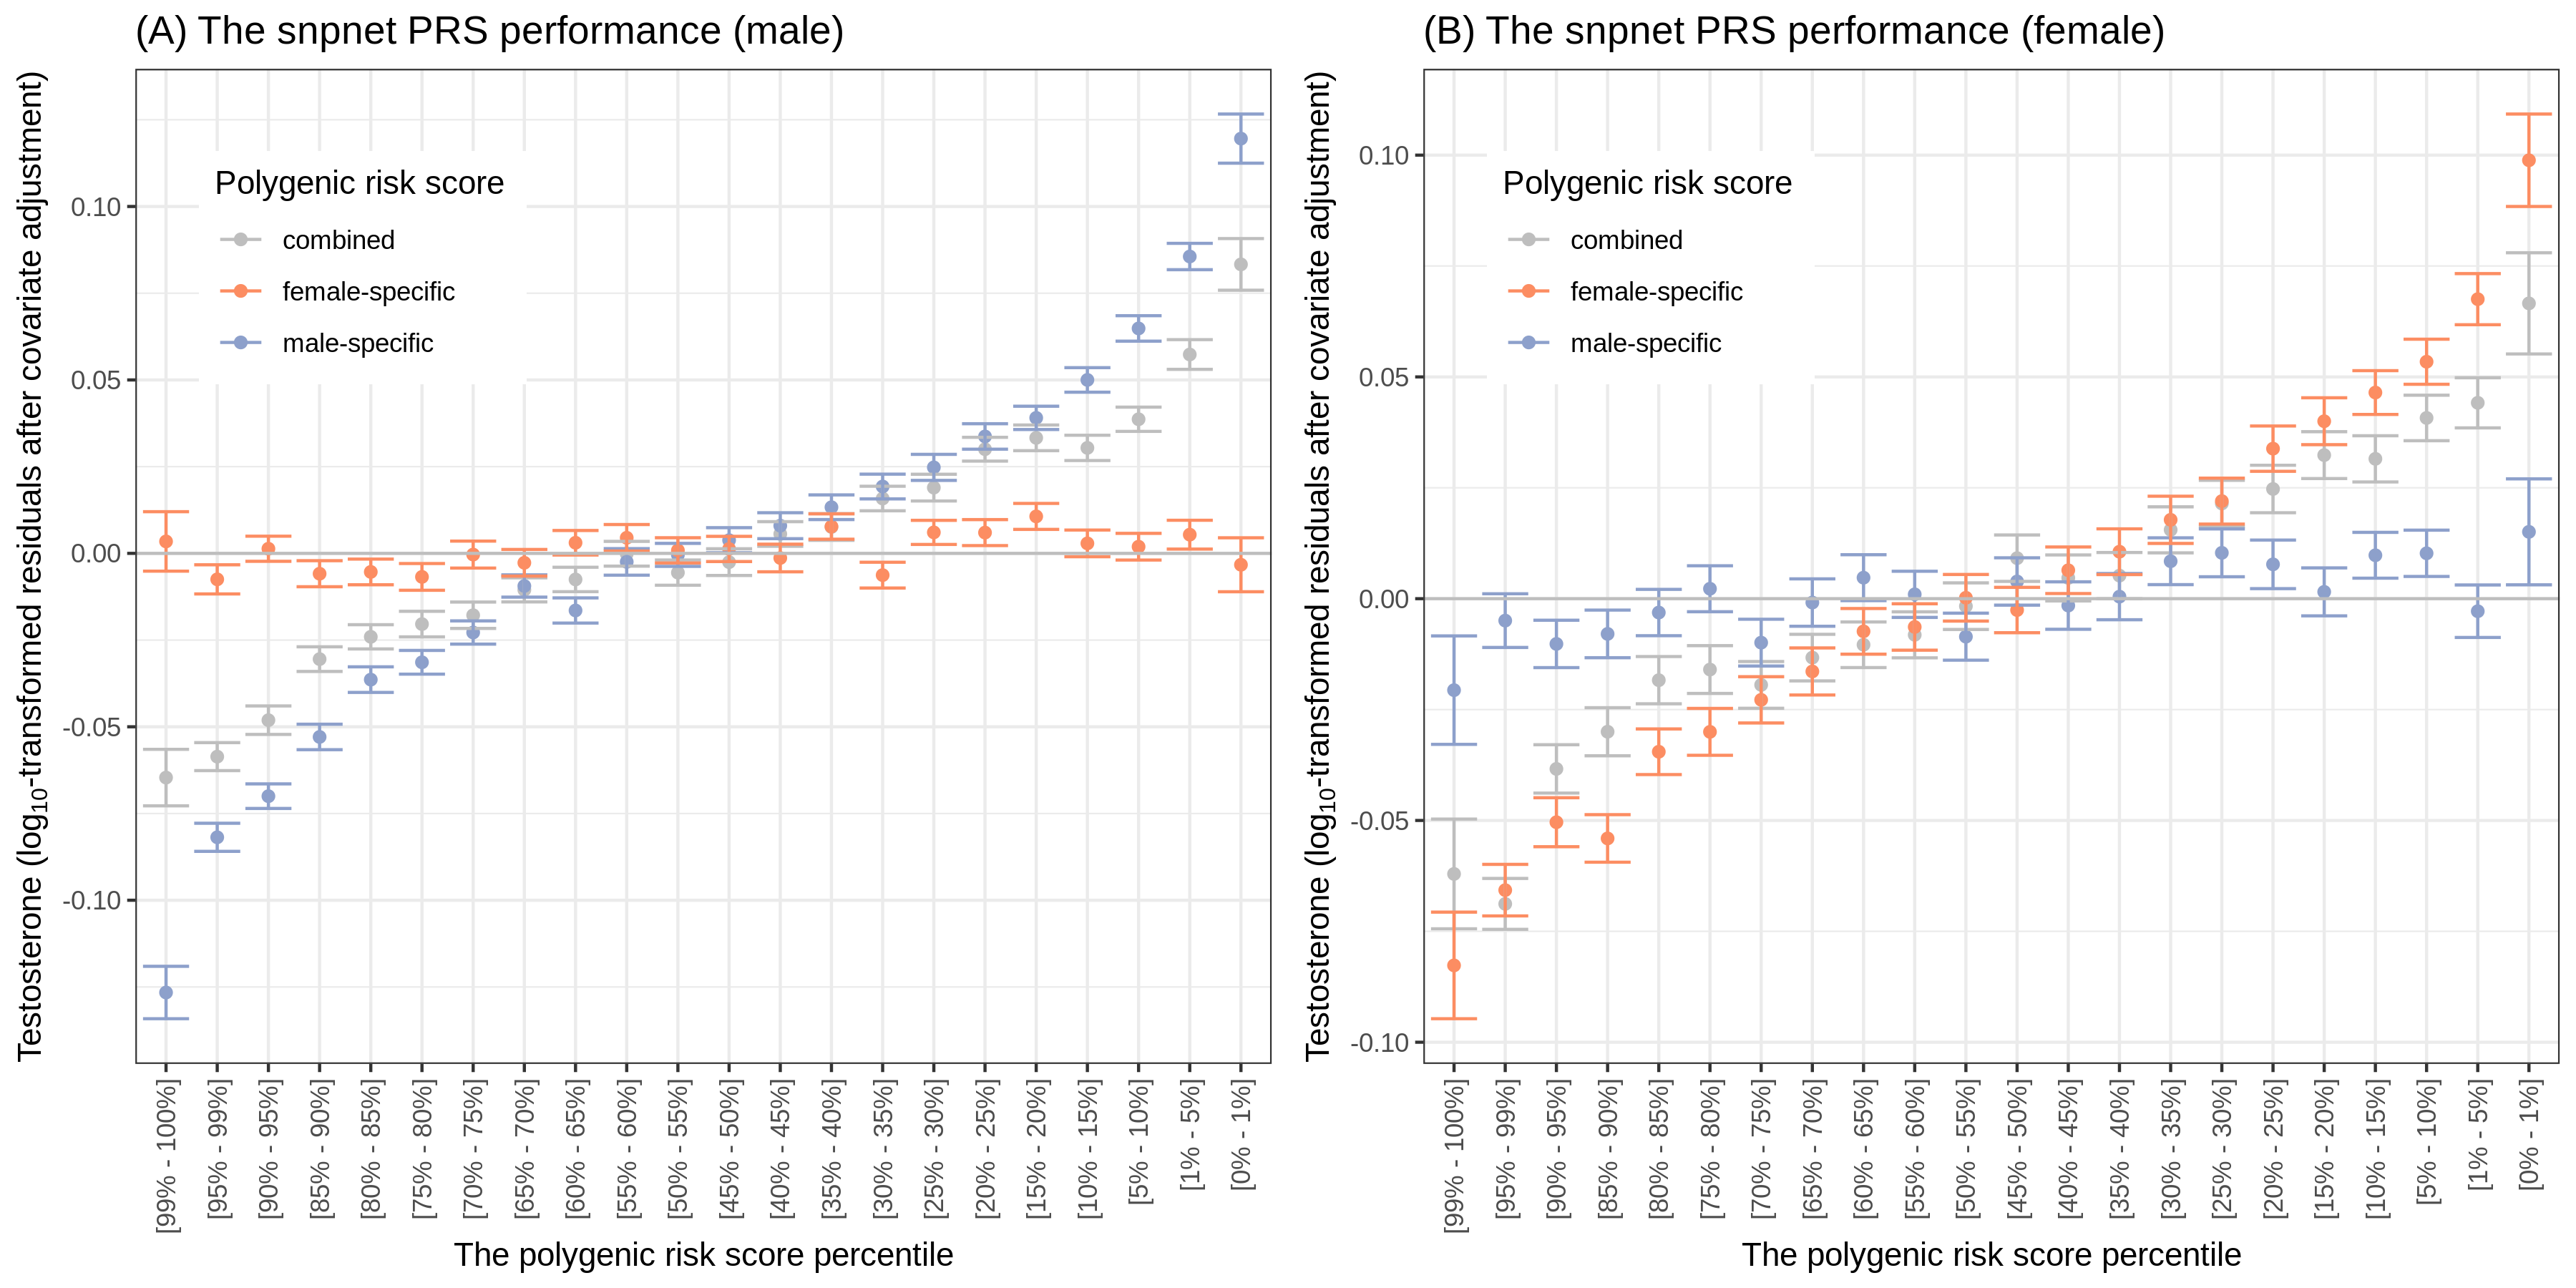 (A) The snpnet PRS performance (male)
Testosterone (log10-transformed residuals after covariate adjustment)
0.10
0.05
0.00
-0.05
-0.10
Polygenic risk score
combined
female-specific
male-specific
[99% - 100%]
[95% - 99%]
[90% - 95%]
[85% - 90%]
[80% - 85%]
[75% - 80%]
[70% - 75%]
[65% - 70%]
[60% - 65%]
[55% - 60%]
[50% - 55%]
[45% - 50%]
[40% - 45%]
[35% - 40%]
[30% - 35%]
[25% - 30%]
[20% - 25%]
[15% - 20%]
[10% - 15%]
[5% - 10%]
[1% - 5%]
[0% - 1%]
The polygenic risk score percentile
(B) The snpnet PRS performance (female)
Testosterone (log10-transformed residuals after covariate adjustment)
0.10
0.05
0.00
-0.05
-0.10
Polygenic risk score
combined
female-specific
male-specific
[99% - 100%]
[95% - 99%]
[90% - 95%]
[85% - 90%]
[80% - 85%]
[75% - 80%]
[70% - 75%]
[65% - 70%]
[60% - 65%]
[55% - 60%]
[50% - 55%]
[45% - 50%]
[40% - 45%]
[35% - 40%]
[30% - 35%]
[25% - 30%]
[20% - 25%]
[15% - 20%]
[10% - 15%]
[5% - 10%]
[1% - 5%]
[0% - 1%]
The polygenic risk score percentile